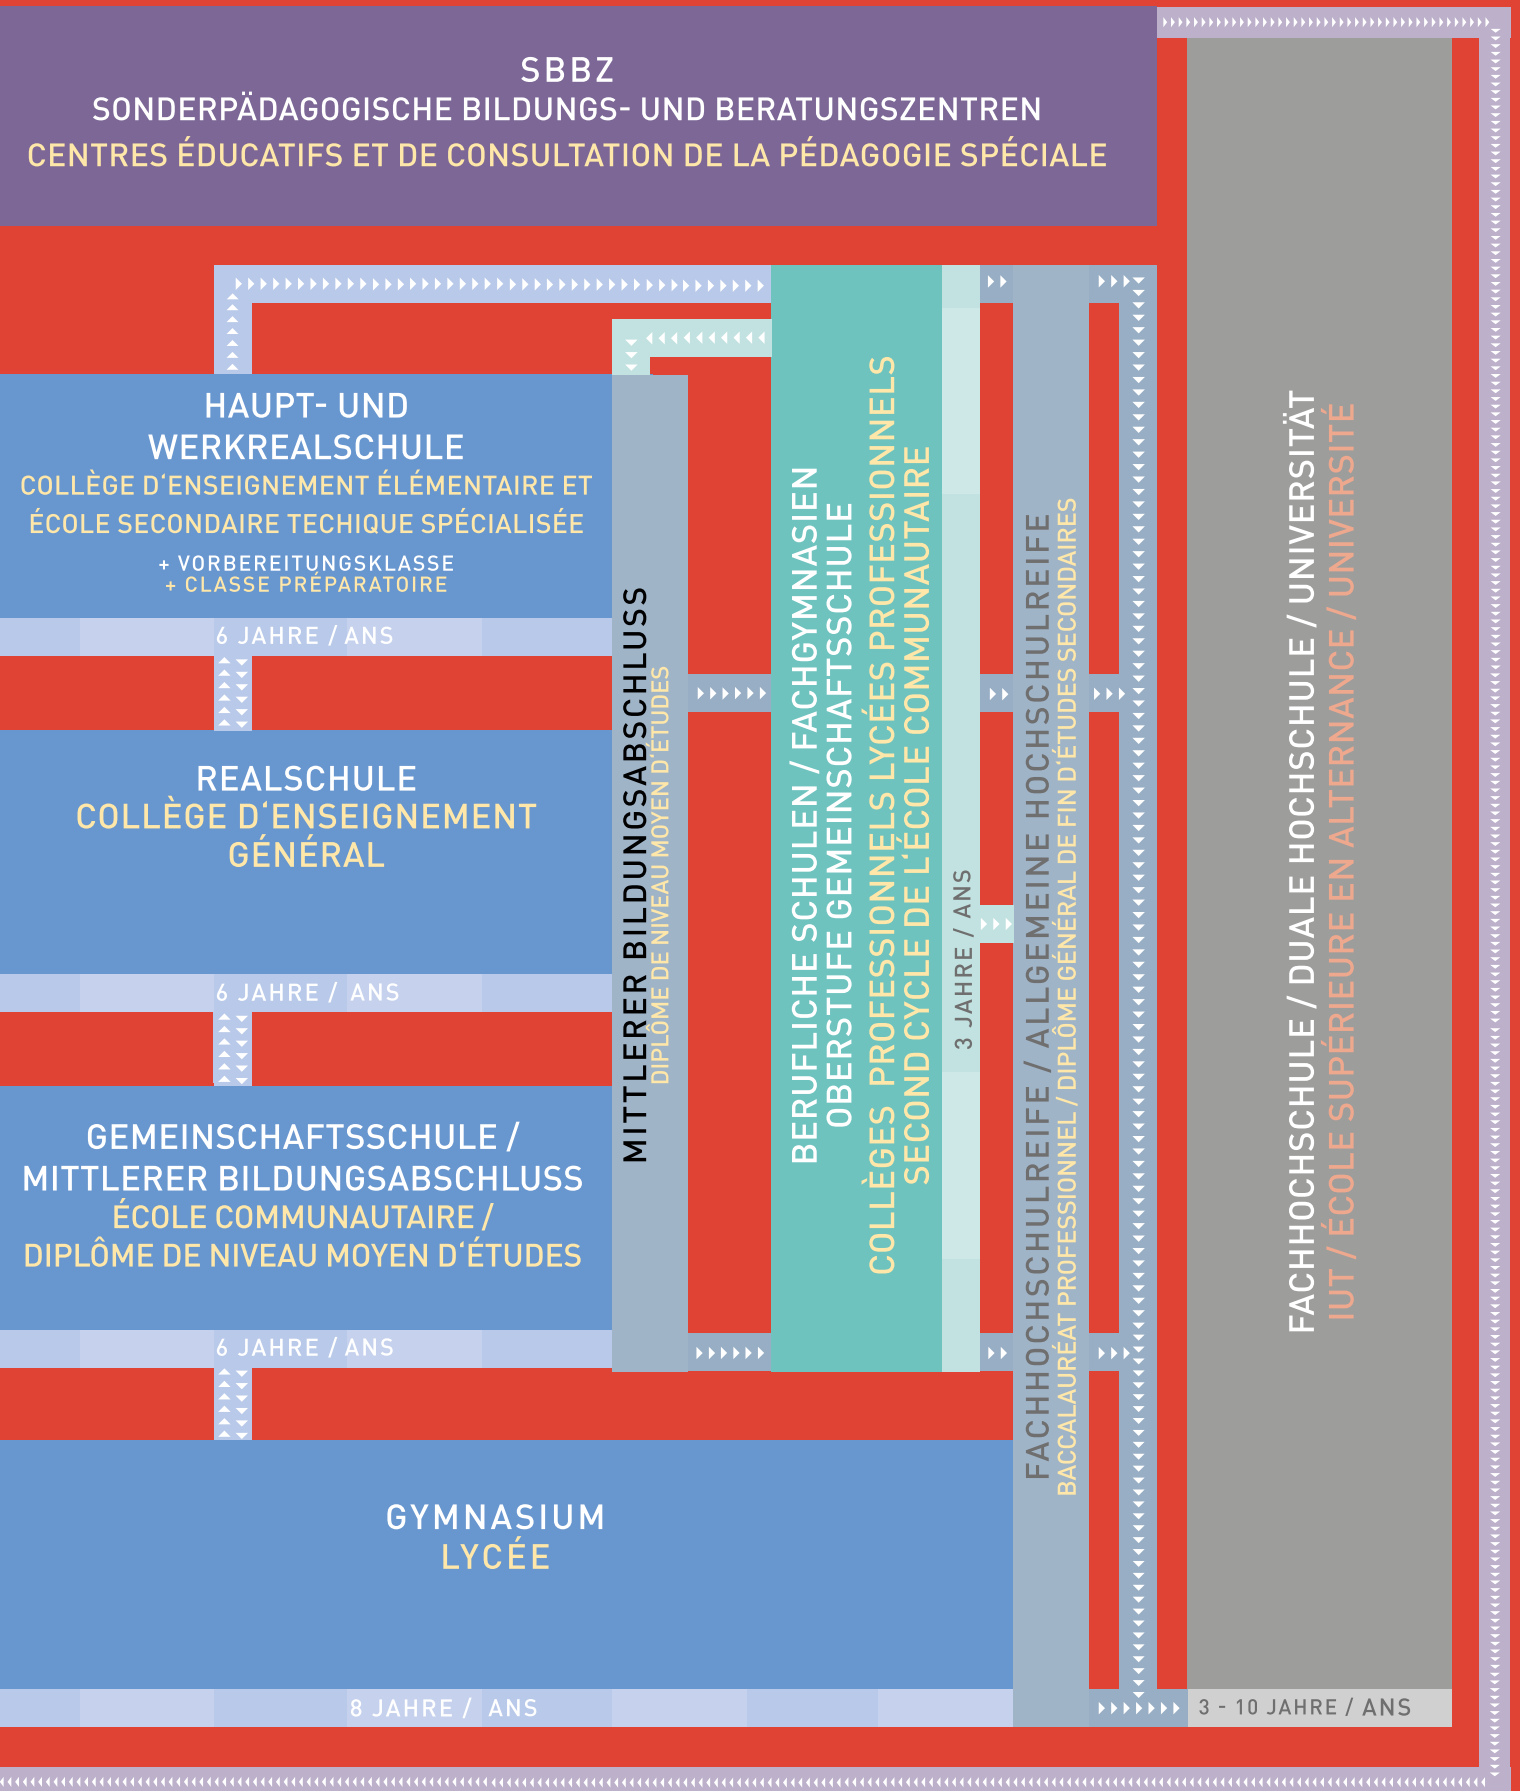 SBBZ
SONDERPÄDAGOGISCHE BILDUNGS- UND BERATUNGSZENTREN
CENTRES ÉDUCATIFS ET DE CONSULTATION DE LA PÉDAGOGIE SPÉCIALE
HAUPT- UND
WERKREALSCHULE
COLLÈGE D‘ENSEIGNEMENT ÉLÉMENTAIRE ET
ÉCOLE SECONDAIRE TECHIQUE SPÉCIALISÉE
+ VORBEREITUNGSKLASSE
+ CLASSE PRÉPARATOIRE
6 JAHRE / ANS
REALSCHULE
COLLÈGE D‘ENSEIGNEMENT
GÉNÉRAL
6 JAHRE / ANS
GEMEINSCHAFTSSCHULE /
MITTLERER BILDUNGSABSCHLUSS
ÉCOLE COMMUNAUTAIRE /
DIPLÔME DE NIVEAU MOYEN D‘ÉTUDES
6 JAHRE / ANS
GYMNASIUM
LYCÉE
8 JAHRE / ANS
MITTLERER BILDUNGSABSCHLUSS
DIPLÔME DE NIVEAU MOYEN D‘ÉTUDES
BERUFLICHE SCHULEN / FACHGYMNASIEN
OBERSTUFE GEMEINSCHAFTSSCHULE
COLLÈGES PROFESSIONNELS LYCÉES PROFESSIONNELS
SECOND CYCLE DE L‘ÉCOLE COMMUNAUTAIRE
3 JAHRE / ANS
FACHHOCHSCHULREIFE / ALLGEMEINE HOCHSCHULREIFE
BACCALAURÉAT PROFESSIONNEL / DIPLÔME GÉNÉRAL DE FIN D‘ÉTUDES SECONDAIRES
FACHHOCHSCHULE / DUALE HOCHSCHULE / UNIVERSITÄT
IUT / ÉCOLE SUPÉRIEURE EN ALTERNANCE / UNIVERSITÉ
3 - 10 JAHRE / ANS